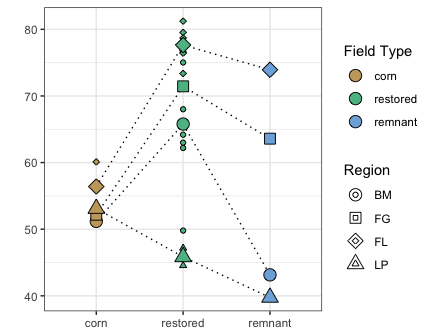 80
70
60
50
40
corn
restored
remnant
Field Type
corn
restored
remnant
Region
BM
FG
FL
LP